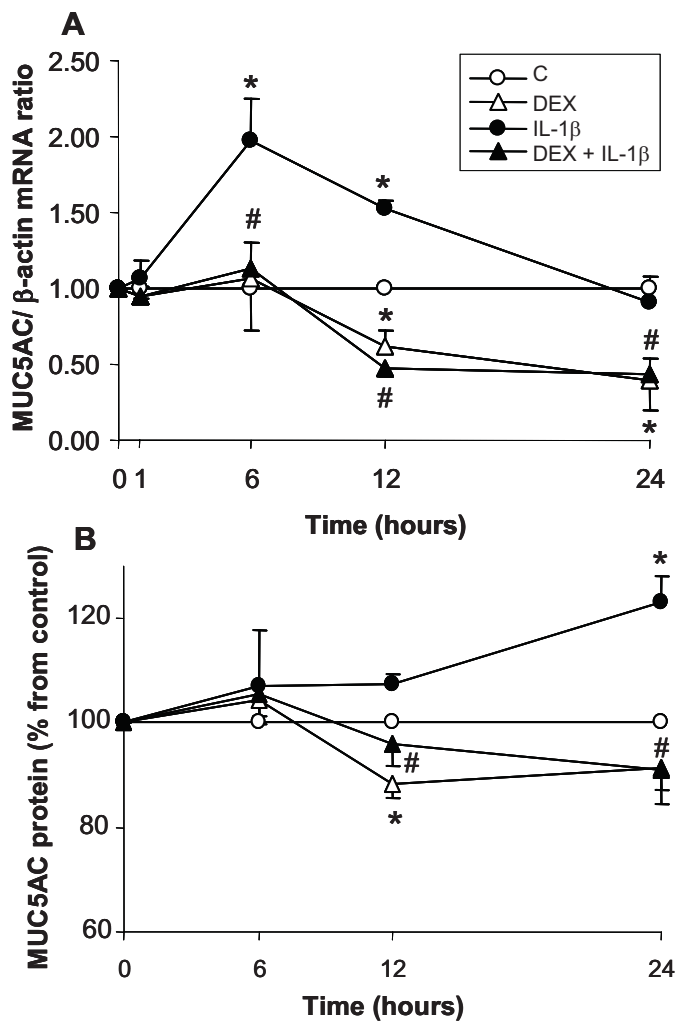 A
MUC5AC/ β-actin mRNA ratio
2.50
2.00
1.50
1.00
0.50
0.00
* # * * # # *
C
DEX
IL-1β
DEX + IL-1β
0 1 6 12 24
Time (hours)
B
MUC5AC protein (% from control)
120
100
80
60
* # * #
0 6 12 24
Time (hours)